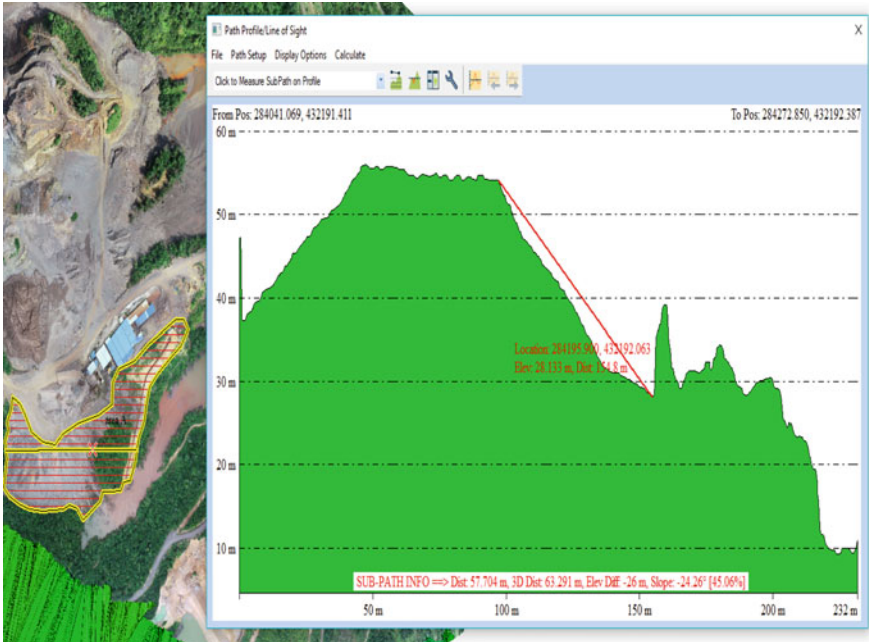 Path Profile/Line of Sight
X
File Path Setup Display Options Calculate
Click to Measure SubPath on Profile
From Pos: 284041.069, 432191.411
To Pos: 284272.850, 432192.387
60 m
50 m
40 m
Location: 284195.900, 432192.063
Elev: 28.133 m, Dist: 154.8 m
30 m
20 m
10 m
SUB-PATH INFO ==> Dist: 57.704 m, 3D Dist: 63.291 m, Elev Diff: -26 m, Slope: -24.26° [45.06%]
50 m 100 m 150 m 200 m 232 m